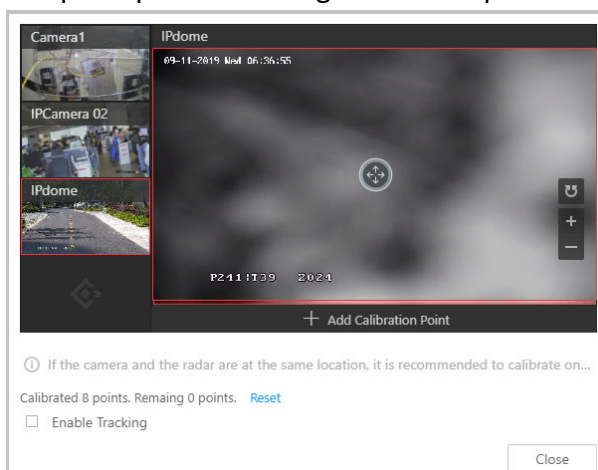 Camera1
IPdome
09-11-2019 Wed 06:36:55
IPCamera 02
IPdome
P241:T39 2024
+ Add Calibration Point
If the camera and the radar are at the same location, it is recommended to calibrate on...
Calibrated 8 points. Remaing 0 points. Reset
Enable Tracking
Close